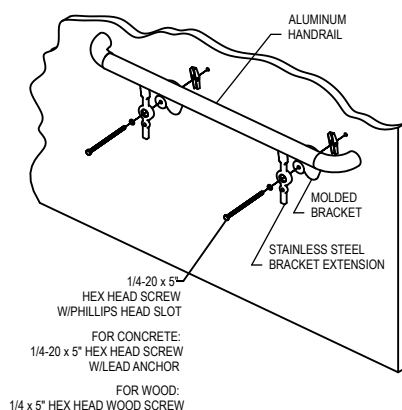 ALUMINUM
HANDRAIL
MOLDED
BRACKET
STAINLESS STEEL
BRACKET EXTENSION
1/4-20 x 5"
HEX HEAD SCREW
W/PHILLIPS HEAD SLOT
FOR CONCRETE:
1/4-20 x 5" HEX HEAD SCREW
W/LEAD ANCHOR
FOR WOOD:
1/4 x 5" HEX HEAD WOOD SCREW